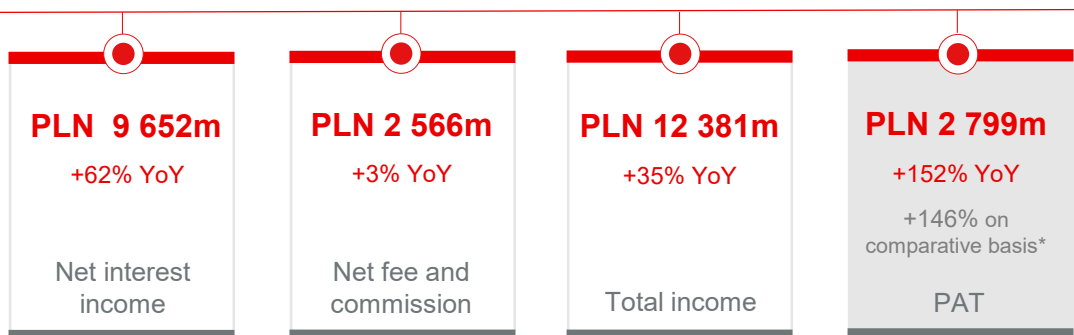 PLN 9 652m
+62% YoY
Net interest
income
PLN 2 566m
+3% YoY
Net fee and
commission
PLN 12 381m
+35% YoY
Total income
PLN 2 799m
+152% YoY
+146% on
comparative basis*
PAT